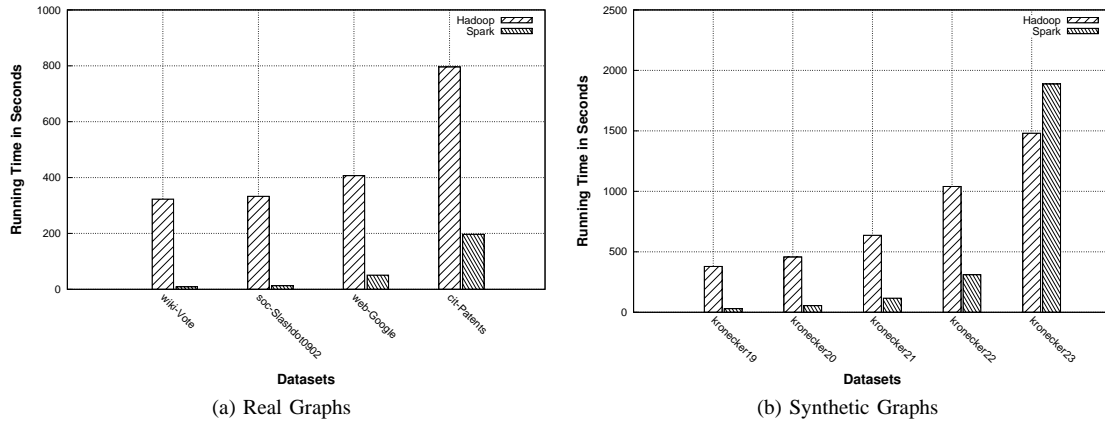 1000
800
600
400
200
0
Running Time in Seconds
Hadoop
Spark
wiki-Vote
soc-Slashdot0902
web-Google
cit-Patents
Datasets
(a) Real Graphs
2500
2000
1500
1000
500
0
Running Time in Seconds
Hadoop
Spark
kronecker19
kronecker20
kronecker21
kronecker22
kronecker23
Datasets
(b) Synthetic Graphs